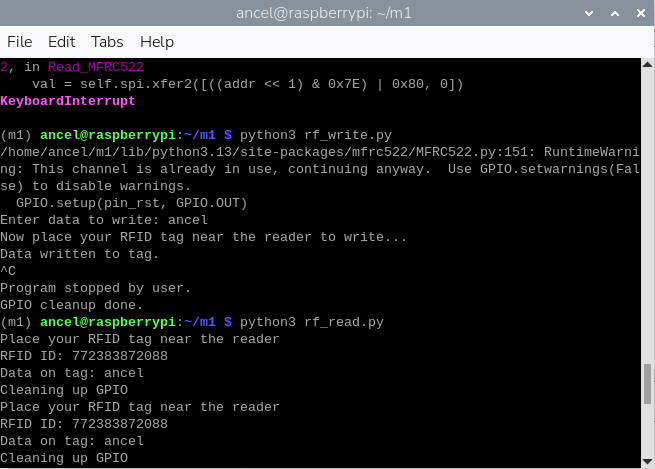 ancel@raspberrypi: ~/m1
File Edit Tabs Help
2, in Read_MFRC522
    val = self.spi.xfer2([((addr << 1) & 0x7E) | 0x80, 0])
KeyboardInterrupt

(m1) ancel@raspberrypi:~/m1 $ python3 rf_write.py
/home/ancel/m1/lib/python3.13/site-packages/mfrc522/MFRC522.py:151: RuntimeWarni
ng: This channel is already in use, continuing anyway.  Use GPIO.setwarnings(Fal
se) to disable warnings.
  GPIO.setup(pin_rst, GPIO.OUT)
Enter data to write: ancel
Now place your RFID tag near the reader to write...
Data written to tag.
^C
Program stopped by user.
GPIO cleanup done.
(m1) ancel@raspberrypi:~/m1 $ python3 rf_read.py
Place your RFID tag near the reader
RFID ID: 772383872088
Data on tag: ancel
Cleaning up GPIO
Place your RFID tag near the reader
RFID ID: 772383872088
Data on tag: ancel
Cleaning up GPIO